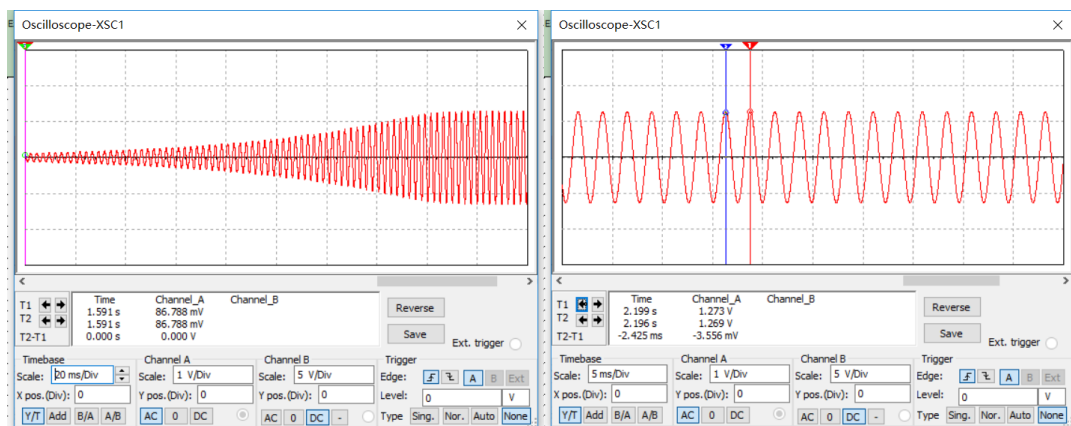 Oscilloscope-XSC1
T1
T2
T2-T1
Time Channel_A Channel_B
1.591 s 86.788 mV
1.591 s 86.788 mV
0.000 s 0.000 V
Reverse
Save
Ext. trigger
Timebase
Scale: 20 ms/Div
X pos.(Div): 0
Y/T Add B/A A/B
Channel A
Scale: 1 V/Div
Y pos.(Div): 0
AC 0 DC
Channel B
Scale: 5 V/Div
Y pos.(Div): 0
AC 0 DC -
Trigger
Edge: A B Ext
Level: 0 V
Type Sing. Nor. Auto None
Oscilloscope-XSC1
T1
T2
T2-T1
Time Channel_A Channel_B
2.199 s 1.273 V
2.196 s 1.269 V
-2.425 ms -3.556 mV
Reverse
Save
Ext. trigger
Timebase
Scale: 5 ms/Div
X pos.(Div): 0
Y/T Add B/A A/B
Channel A
Scale: 1 V/Div
Y pos.(Div): 0
AC 0 DC
Channel B
Scale: 5 V/Div
Y pos.(Div): 0
AC 0 DC -
Trigger
Edge: A B Ext
Level: 0 V
Type Sing. Nor. Auto None